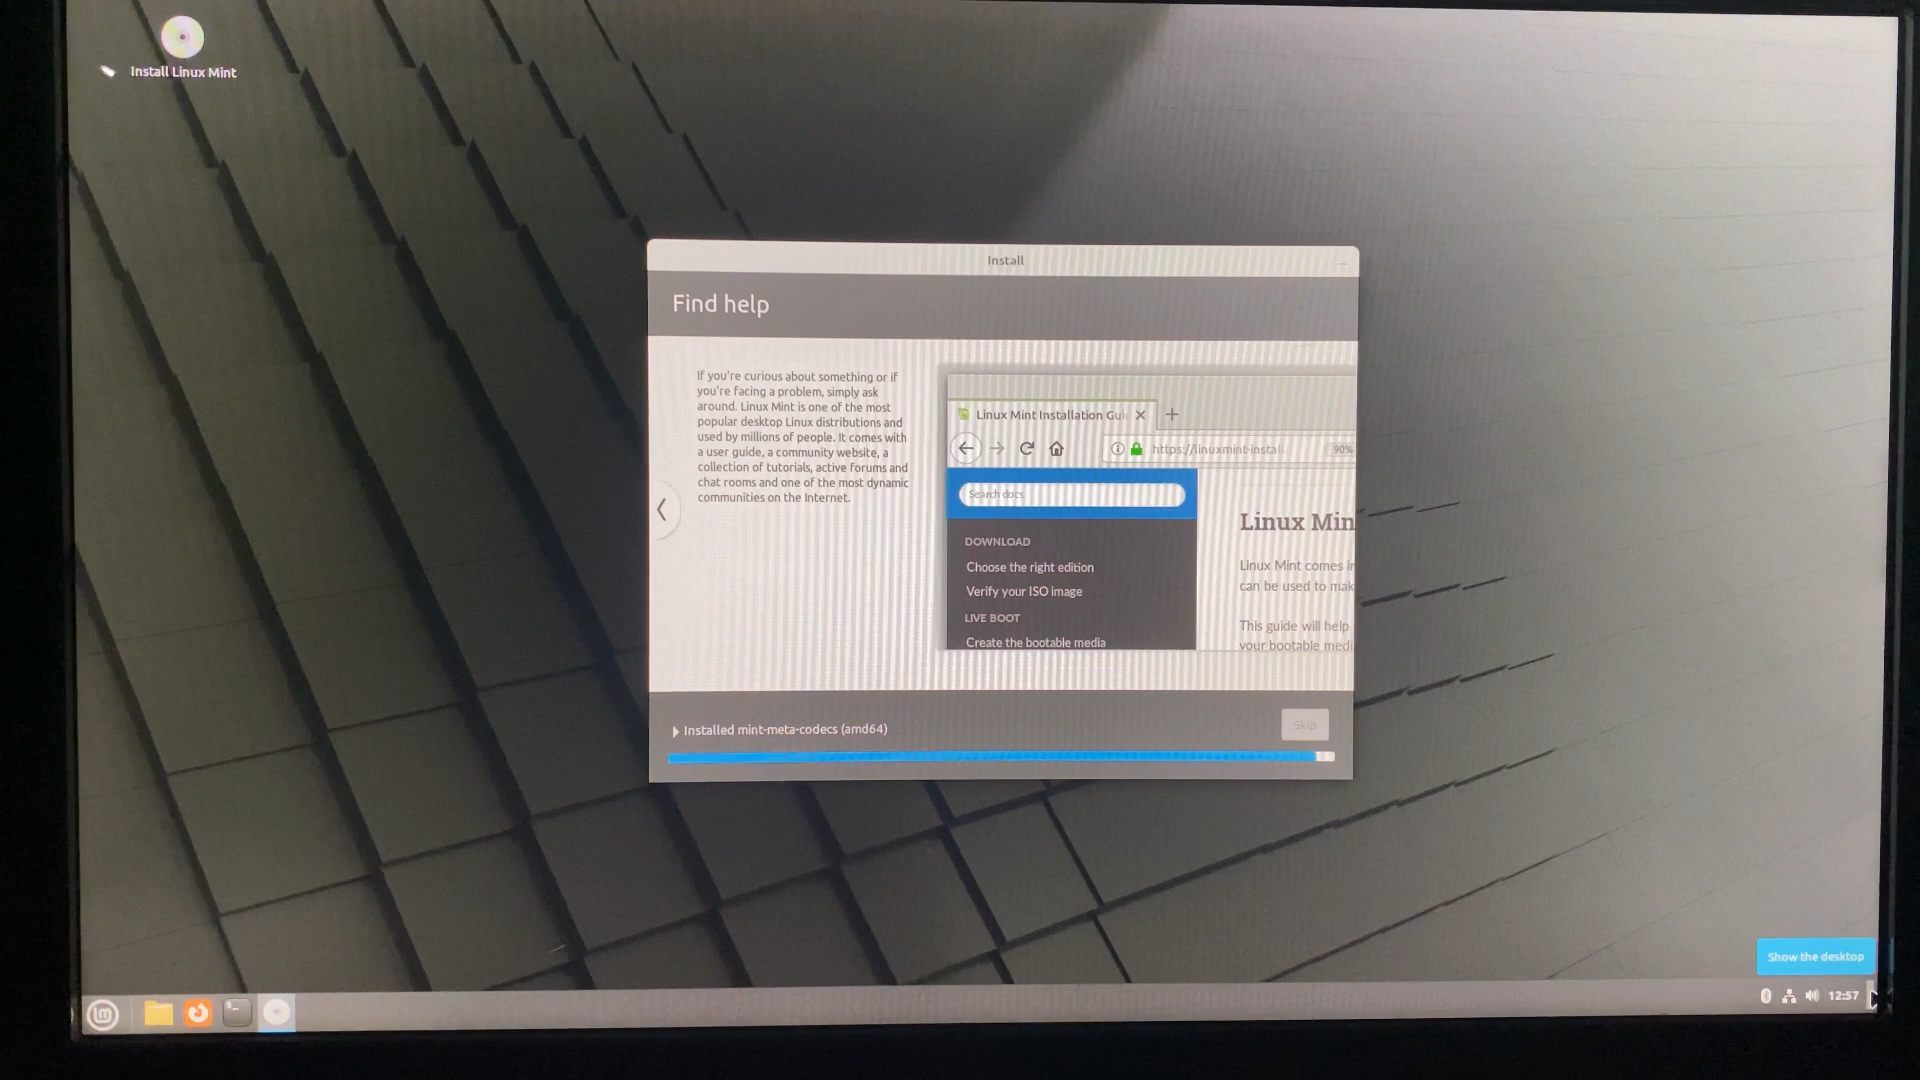 Install Linux Mint
Install
Find help
If you're curious about something or if
you're facing a problem, simply ask
around. Linux Mint is one of the most
popular desktop Linux distributions and
used by millions of people. It comes with
a user guide, a community website, a
collection of tutorials, active forums and
chat rooms and one of the most dynamic
communities on the Internet.
Linux Mint Installation Gui
https://linuxmint-install
90%
Search docs
DOWNLOAD
Choose the right edition
Verify your ISO image
LIVE BOOT
Create the bootable media
Linux Min
Linux Mint comes in
can be used to mak
This guide will help
your bootable medi
Installed mint-meta-codecs (amd64)
Skip
Show the desktop
12:57